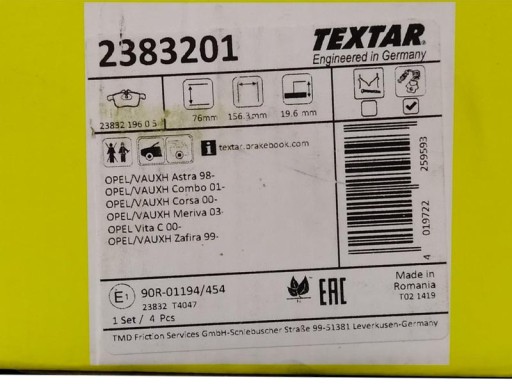 2383201
TEXTAR
Engineered in Germany
23832 196 0 5
76mm
156.3mm
19.6 mm
i textar.brakebook.com
OPEL/VAUXH Astra 98-
OPEL/VAUXH Combo 01-
OPEL/VAUXH Corsa 00-
OPEL/VAUXH Meriva 03-
OPEL Vita C 00-
OPEL/VAUXH Zafira 99-
4 019722 259593
E1 90R-01194/454
23832 T4047
1 Set / 4 Pcs
EAC
Made in
Romania
T02 1419
TMD Friction Services GmbH-Schlebuscher Straße 99-51381 Leverkusen-Germany